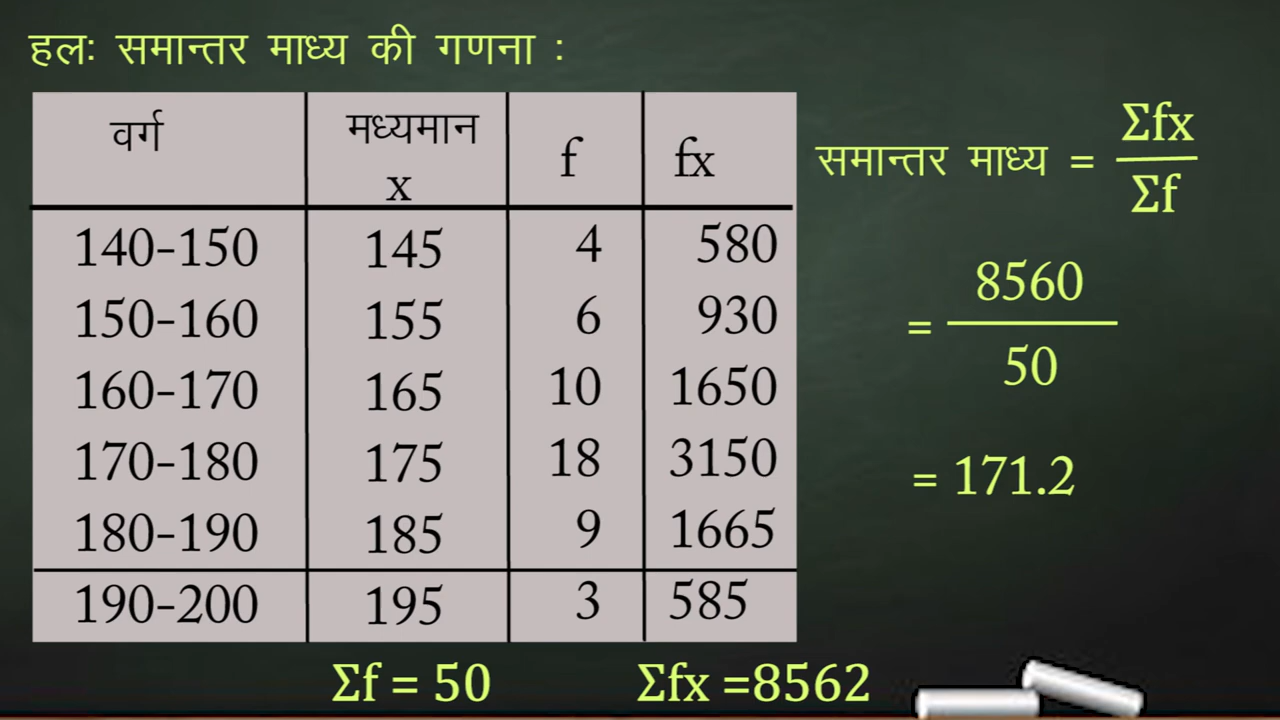 हलः समान्तर माध्य की गणना :
वर्ग मध्यमान x f fx
140-150 145 4 580
150-160 155 6 930
160-170 165 10 1650
170-180 175 18 3150
180-190 185 9 1665
190-200 195 3 585
Σf = 50 Σfx =8562
समान्तर माध्य = Σfx / Σf
= 8560 / 50
= 171.2